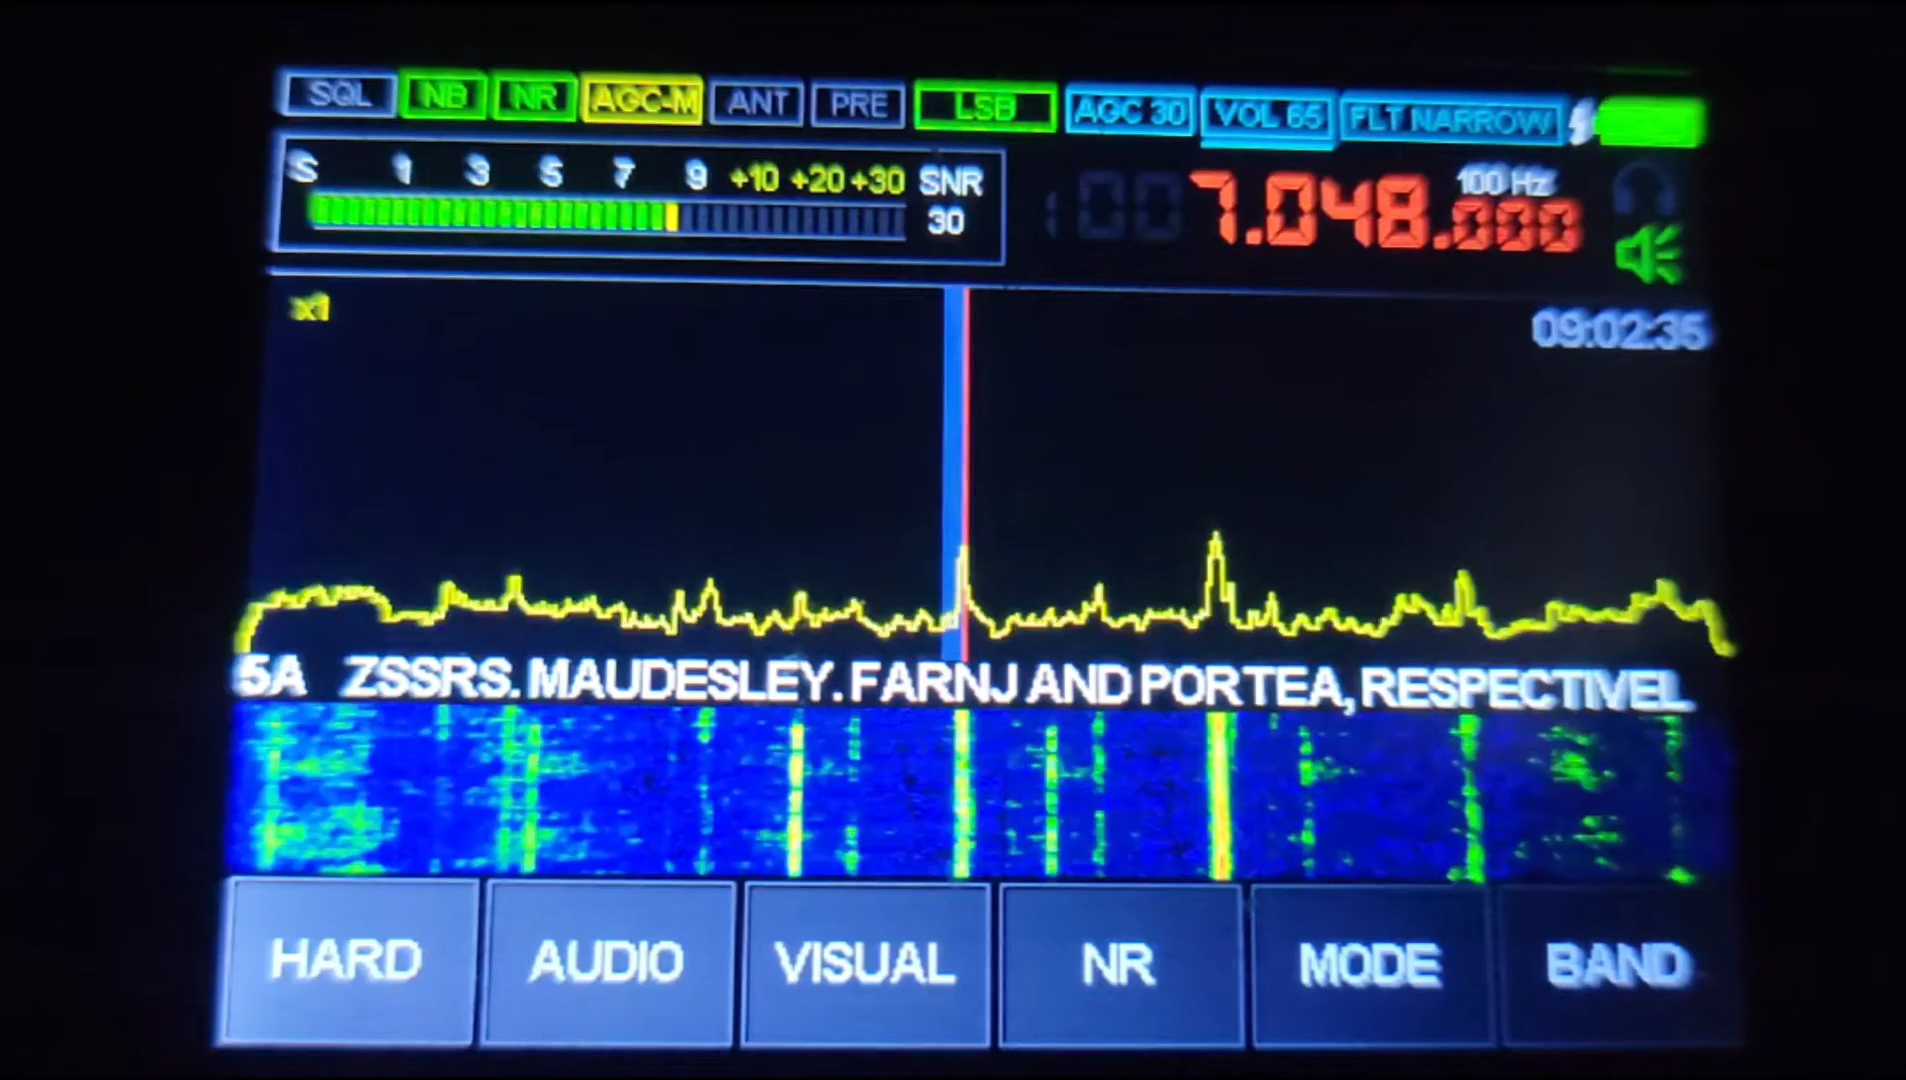 SQL NB NR AGC-M ANT PRE LSB AGC 30 VOL 65 FLT NARROW
S 1 3 5 7 9 +10 +20 +30 SNR
30
100 Hz
7.048.000
x1
09:02:35
5A ZSSRS. MAUDESLEY. FARNJ AND PORTEA, RESPECTIVEL
HARD AUDIO VISUAL NR MODE BAND